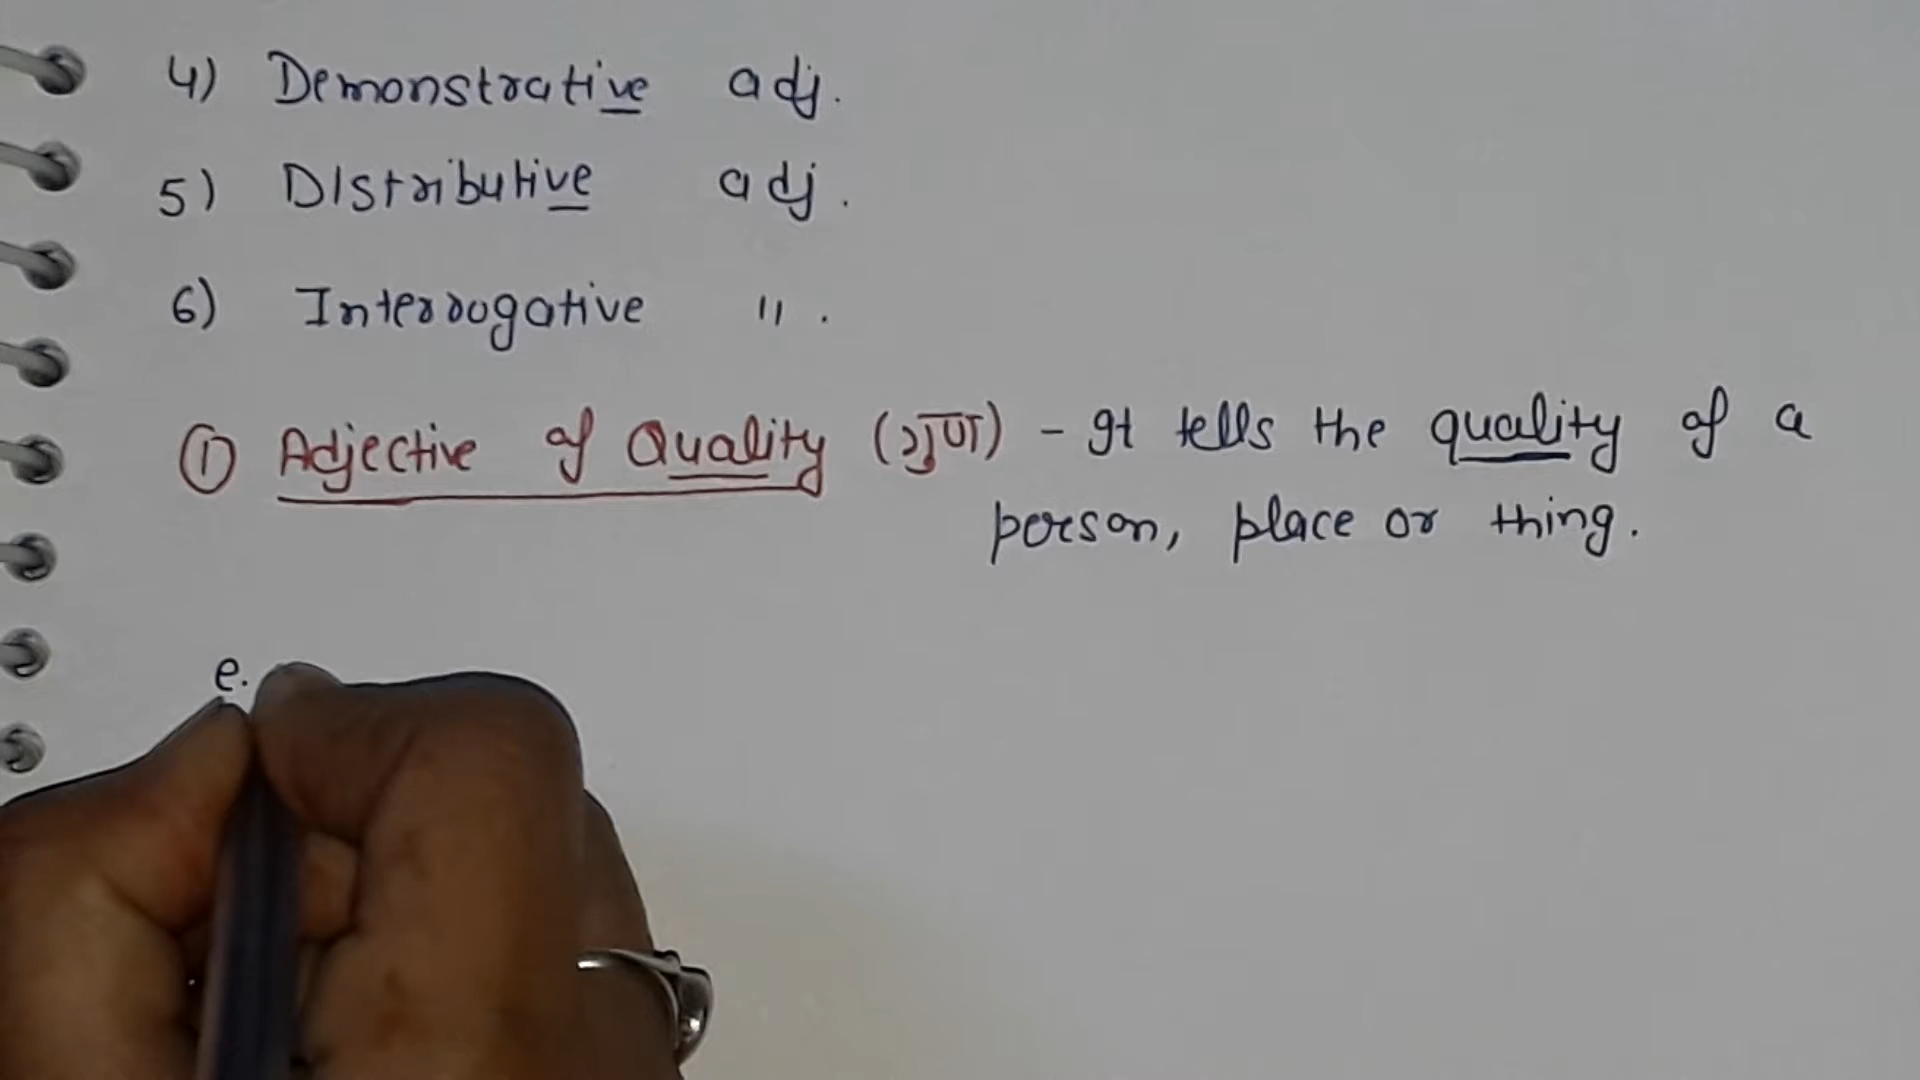 4) Demonstrative adj.
5) Distributive adj.
6) Interrogative " .
① Adjective of Quality (गुण) - It tells the quality of a
person, place or thing.
e.